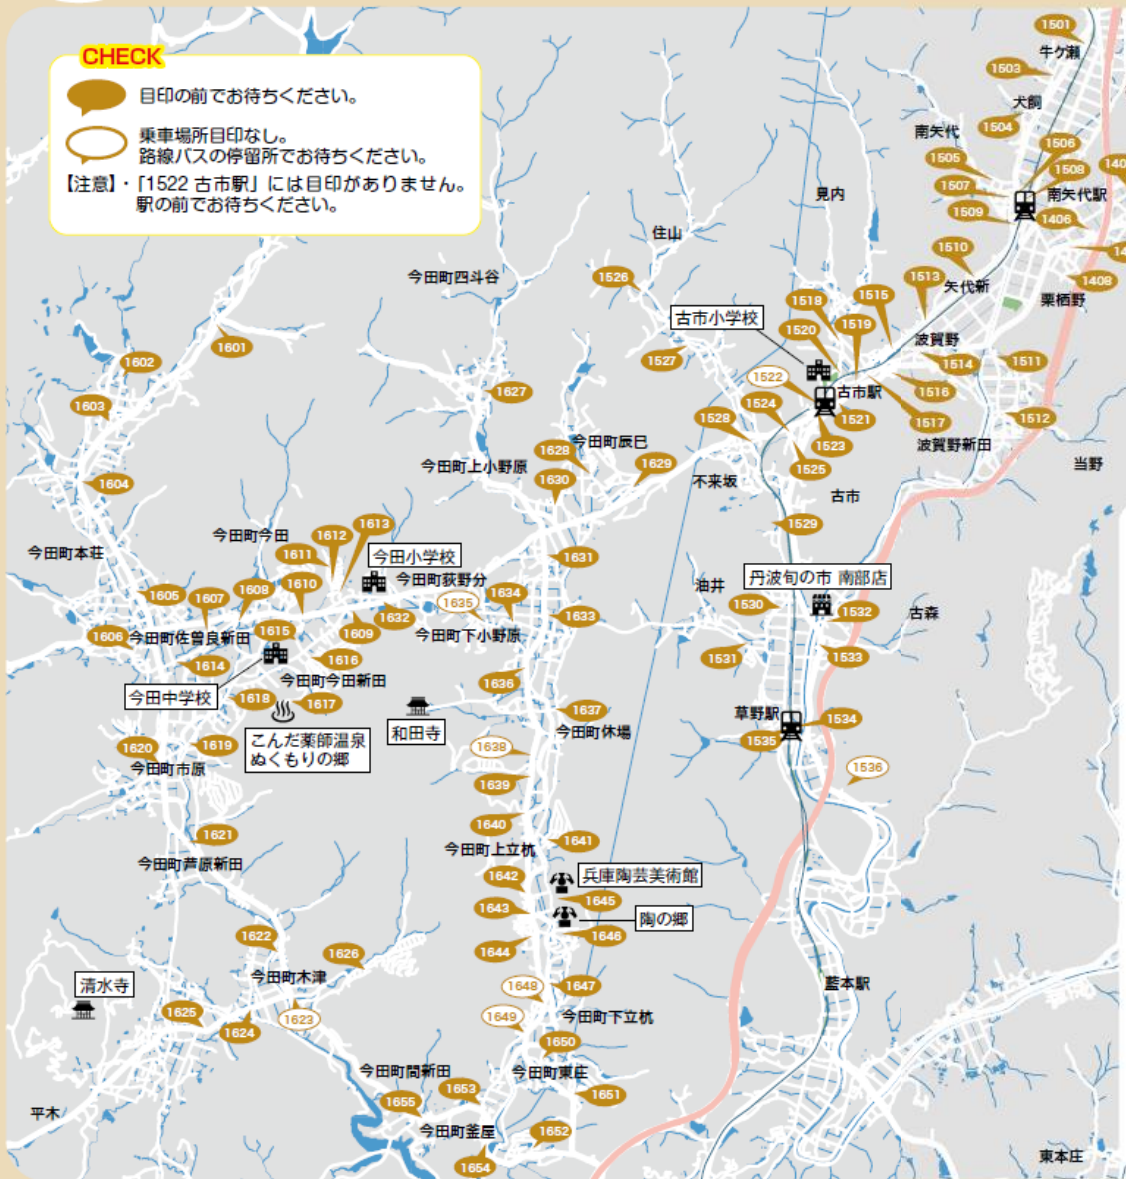 CHECK
目印の前でお待ちください。
乗車場所目印なし。
路線バスの停留所でお待ちください。
【注意】・「1522 古市駅」には目印がありません。
駅の前でお待ちください。
1501
牛ケ瀬
1503
犬飼
1504
南矢代
1505
1506
1508
1507
南矢代駅
1509
1406
1510
矢代新
1408
栗栖野
見内
住山
今田町四斗谷
1526
1513
1515
1518
1519
1520
古市小学校
波賀野
1514
1511
1527
1522
古市駅
1516
1521
1517
1512
1524
1528
1523
波賀野新田
1525
当野
不来坂
古市
1601
1602
1603
1627
今田町辰巳
1628
1629
今田町上小野原
1630
1604
1529
今田町今田
1612
1613
1611
今田小学校
今田町本荘
1631
今田町荻野分
油井
丹波旬の市 南部店
1605
1607
1608
1610
1635
1634
1530
1532
古森
1606
今田町佐曽良新田
1615
1609
1632
今田町下小野原
1633
1614
1616
1531
1533
今田町今田新田
1636
今田中学校
1618
1617
和田寺
1637
草野駅
1534
1535
今田町休場
こんだ薬師温泉
ぬくもりの郷
1620
1619
1638
今田町市原
1536
1639
1640
1621
1641
今田町上立杭
今田町芦原新田
1642
兵庫陶芸美術館
1645
1643
陶の郷
1622
1646
1644
1626
今田町木津
清水寺
1648
1647
藍本駅
1625
1623
1649
今田町下立杭
1624
1650
今田町間新田
今田町東庄
1653
1651
1655
平木
今田町釜屋
1652
1654
東本庄